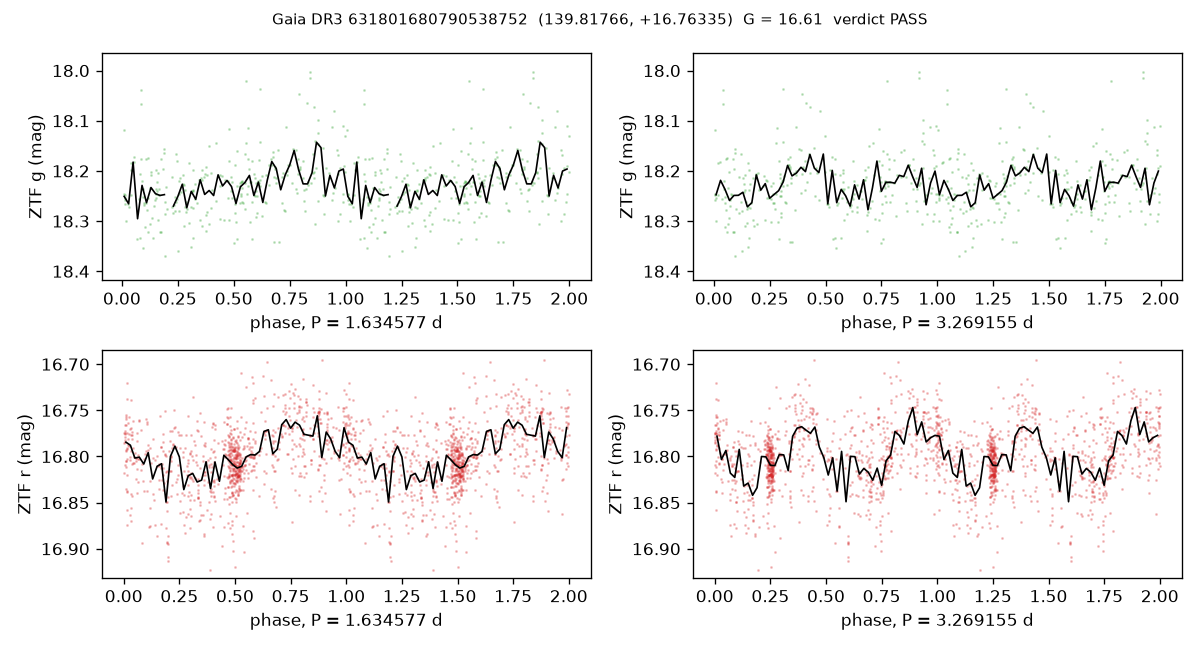 Gaia DR3 631801680790538752  (139.81766, +16.76335)  G = 16.61  verdict PASS
ZTF g (mag)
18.0
18.1
18.2
18.3
18.4
0.00 0.25 0.50 0.75 1.00 1.25 1.50 1.75 2.00
phase, P = 1.634577 d
ZTF g (mag)
18.0
18.1
18.2
18.3
18.4
0.00 0.25 0.50 0.75 1.00 1.25 1.50 1.75 2.00
phase, P = 3.269155 d
ZTF r (mag)
16.70
16.75
16.80
16.85
16.90
0.00 0.25 0.50 0.75 1.00 1.25 1.50 1.75 2.00
phase, P = 1.634577 d
ZTF r (mag)
16.70
16.75
16.80
16.85
16.90
0.00 0.25 0.50 0.75 1.00 1.25 1.50 1.75 2.00
phase, P = 3.269155 d